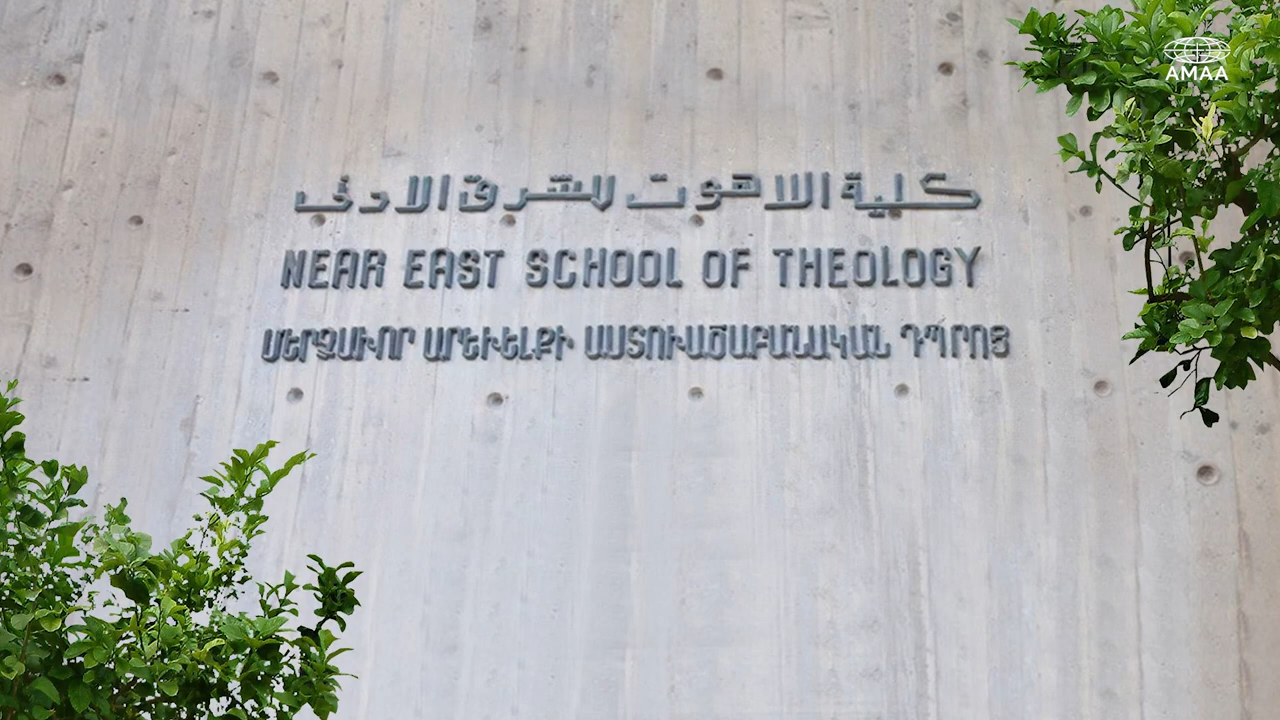 AMAA
كلية اللاهوت للشرق الادنى
NEAR EAST SCHOOL OF THEOLOGY
ՄԵՐՁԱՒՈՐ ԱՐԵՒԵԼՔԻ ԱՍՏՈՒԱԾԱԲԱՆԱԿԱՆ ԴՊՐՈՑ